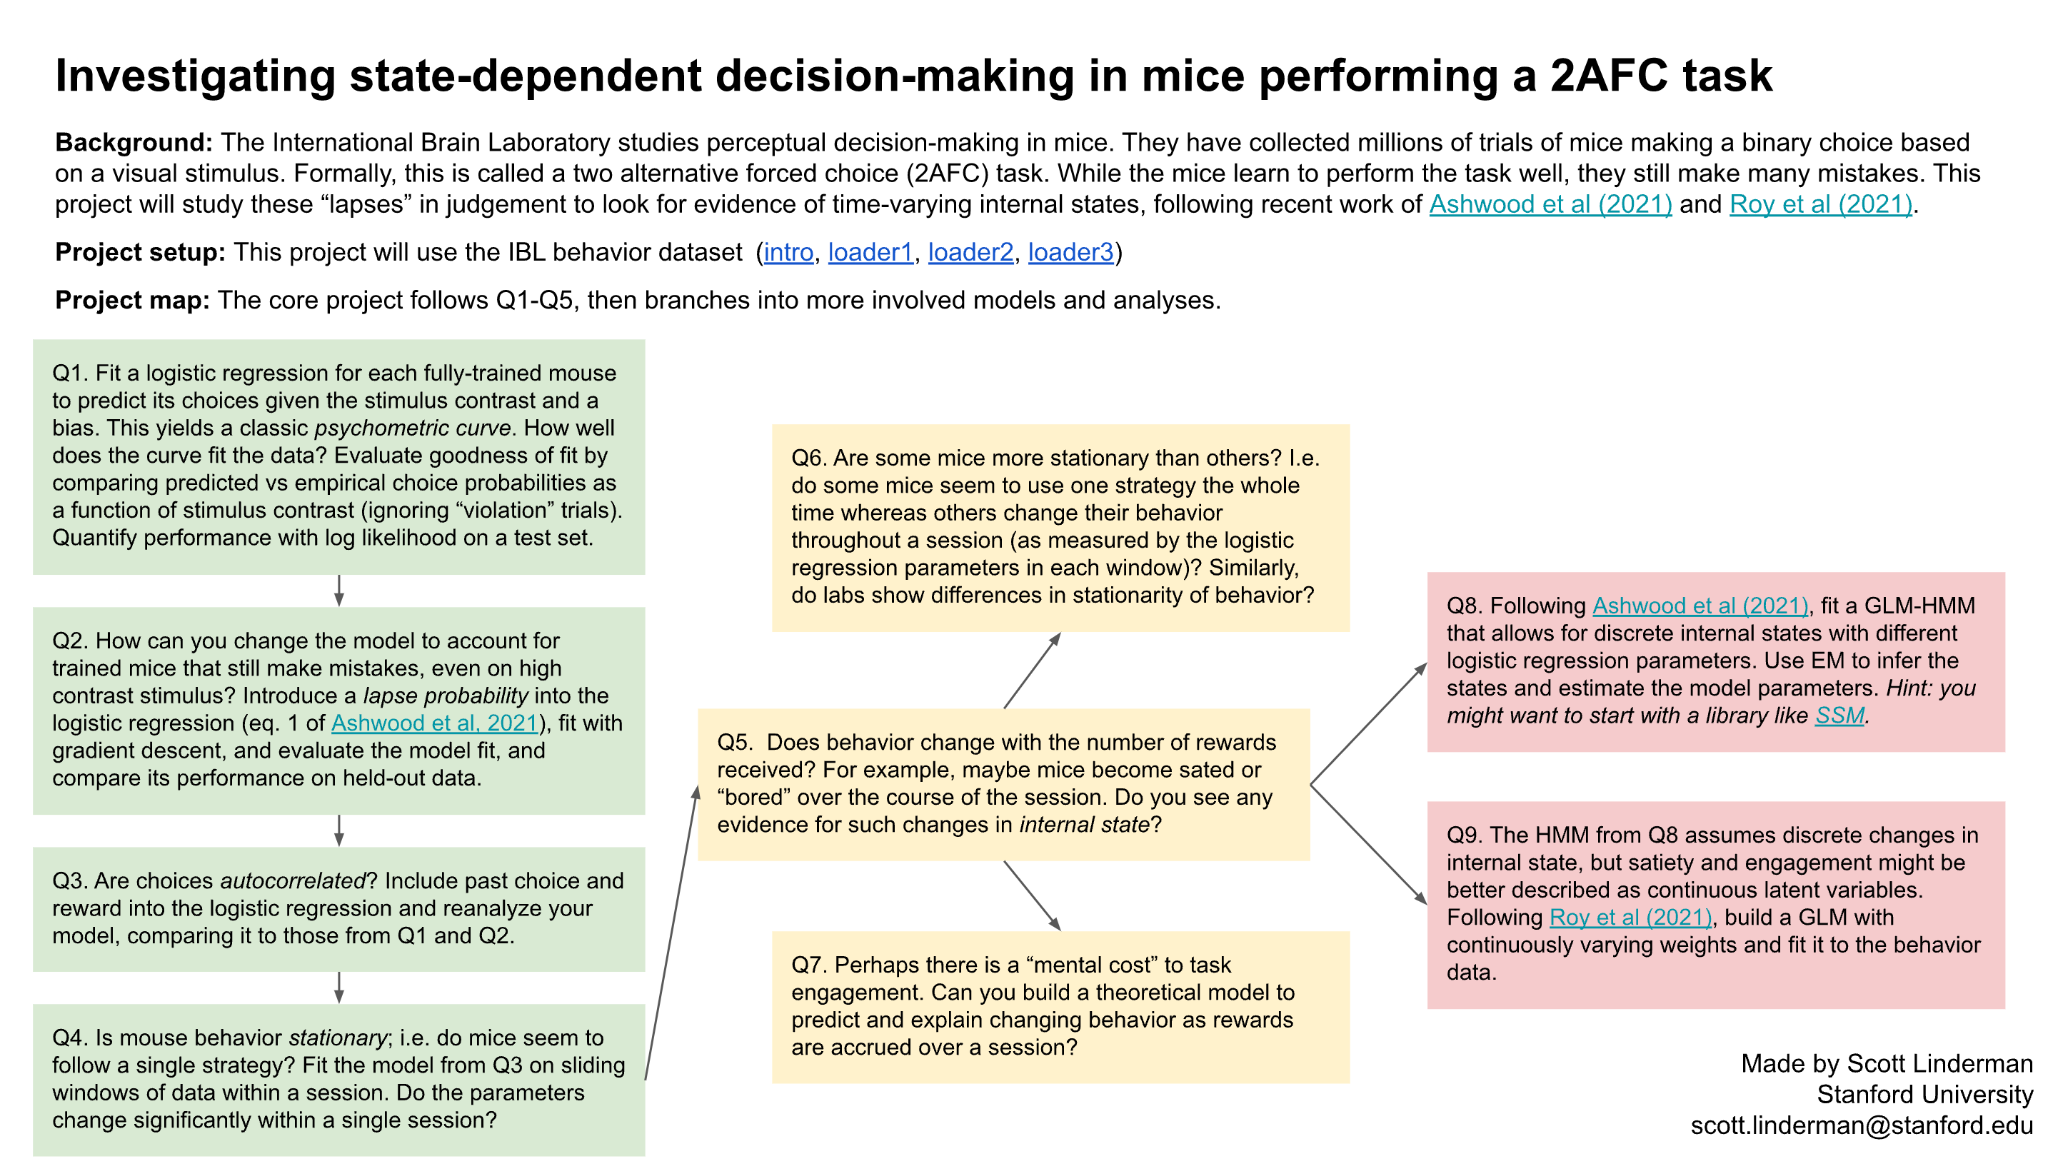 Investigating state-dependent decision-making in mice performing a 2AFC task
Background: The International Brain Laboratory studies perceptual decision-making in mice. They have collected millions of trials of mice making a binary choice based
on a visual stimulus. Formally, this is called a two alternative forced choice (2AFC) task. While the mice learn to perform the task well, they still make many mistakes. This
project will study these “lapses” in judgement to look for evidence of time-varying internal states, following recent work of Ashwood et al (2021) and Roy et al (2021).
Project setup: This project will use the IBL behavior dataset (intro, loader1, loader2, loader3)
Project map: The core project follows Q1-Q5, then branches into more involved models and analyses.
Q1. Fit a logistic regression for each fully-trained mouse
to predict its choices given the stimulus contrast and a
bias. This yields a classic psychometric curve. How well
does the curve fit the data? Evaluate goodness of fit by
comparing predicted vs empirical choice probabilities as
a function of stimulus contrast (ignoring “violation” trials).
Quantify performance with log likelihood on a test set.
Q2. How can you change the model to account for
trained mice that still make mistakes, even on high
contrast stimulus? Introduce a lapse probability into the
logistic regression (eq. 1 of Ashwood et al, 2021), fit with
gradient descent, and evaluate the model fit, and
compare its performance on held-out data.
Q3. Are choices autocorrelated? Include past choice and
reward into the logistic regression and reanalyze your
model, comparing it to those from Q1 and Q2.
Q4. Is mouse behavior stationary; i.e. do mice seem to
follow a single strategy? Fit the model from Q3 on sliding
windows of data within a session. Do the parameters
change significantly within a single session?
Q5. Does behavior change with the number of rewards
received? For example, maybe mice become sated or
“bored” over the course of the session. Do you see any
evidence for such changes in internal state?
Q6. Are some mice more stationary than others? I.e.
do some mice seem to use one strategy the whole
time whereas others change their behavior
throughout a session (as measured by the logistic
regression parameters in each window)? Similarly,
do labs show differences in stationarity of behavior?
Q7. Perhaps there is a “mental cost” to task
engagement. Can you build a theoretical model to
predict and explain changing behavior as rewards
are accrued over a session?
Q8. Following Ashwood et al (2021), fit a GLM-HMM
that allows for discrete internal states with different
logistic regression parameters. Use EM to infer the
states and estimate the model parameters. Hint: you
might want to start with a library like SSM.
Q9. The HMM from Q8 assumes discrete changes in
internal state, but satiety and engagement might be
better described as continuous latent variables.
Following Roy et al (2021), build a GLM with
continuously varying weights and fit it to the behavior
data.
Made by Scott Linderman
Stanford University
scott.linderman@stanford.edu